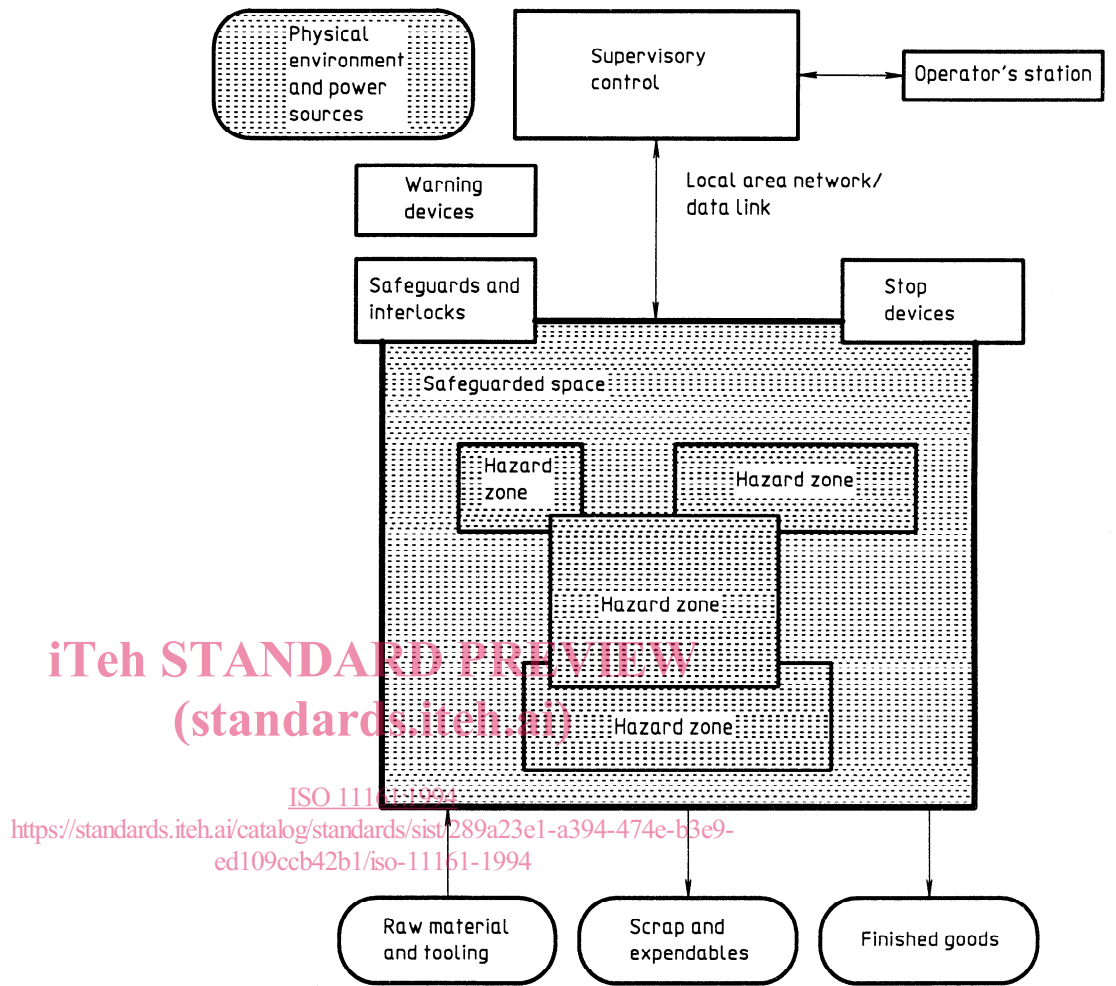 Physical
environment
and power
sources
Supervisory
control
Operator's station
Warning
devices
Local area network/
data link
Safeguards and
interlocks
Stop
devices
Safeguarded space
Hazard
zone
Hazard zone
Hazard zone
Hazard zone
iTeh STANDARD PREVIEW
(standards.iteh.ai)
ISO 11161:1994
https://standards.iteh.ai/catalog/standards/sist/289a23e1-a394-474e-b3e9-
ed109ccb42b1/iso-11161-1994
Raw material
and tooling
Scrap and
expendables
Finished goods